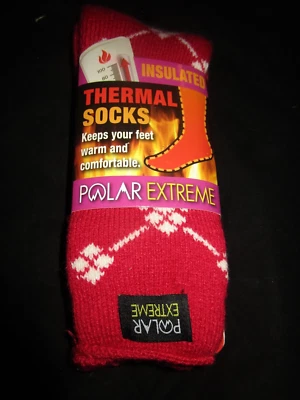 INSULATED
THERMAL
SOCKS
Keeps your feet
warm and
comfortable.
POLAR EXTREME
POLAR
EXTREME